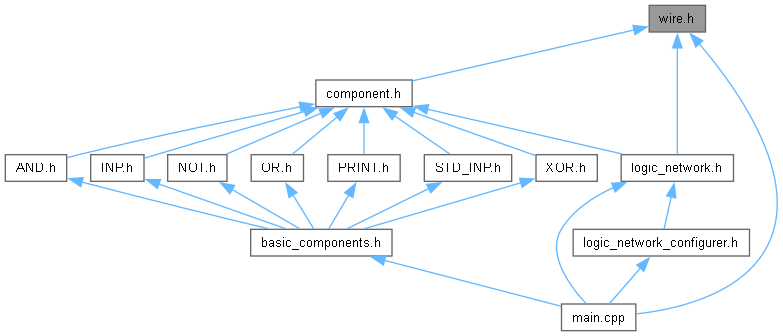 wire.h
component.h
AND.h
INP.h
NOT.h
OR.h
PRINT.h
STD_INP.h
XOR.h
logic_network.h
basic_components.h
logic_network_configurer.h
main.cpp